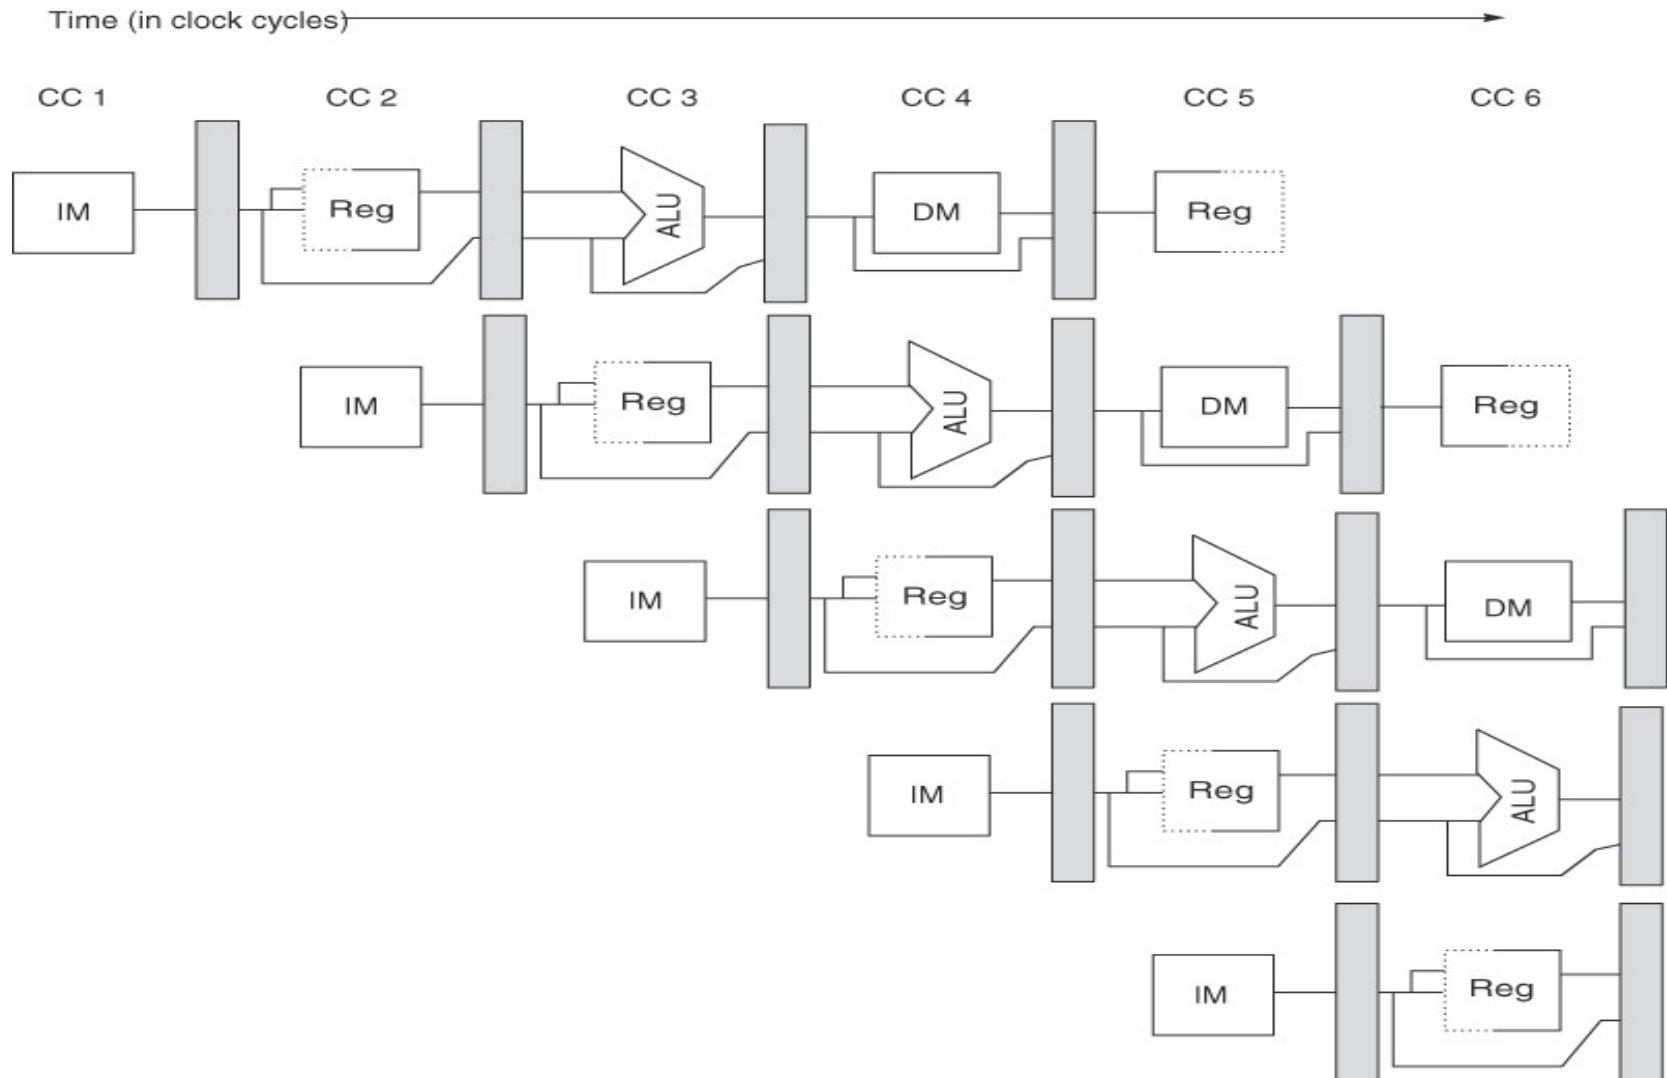 Time (in clock cycles)
CC 1 CC 2 CC 3 CC 4 CC 5 CC 6
IM Reg ALU DM Reg
IM Reg ALU DM Reg
IM Reg ALU DM
IM Reg ALU
IM Reg